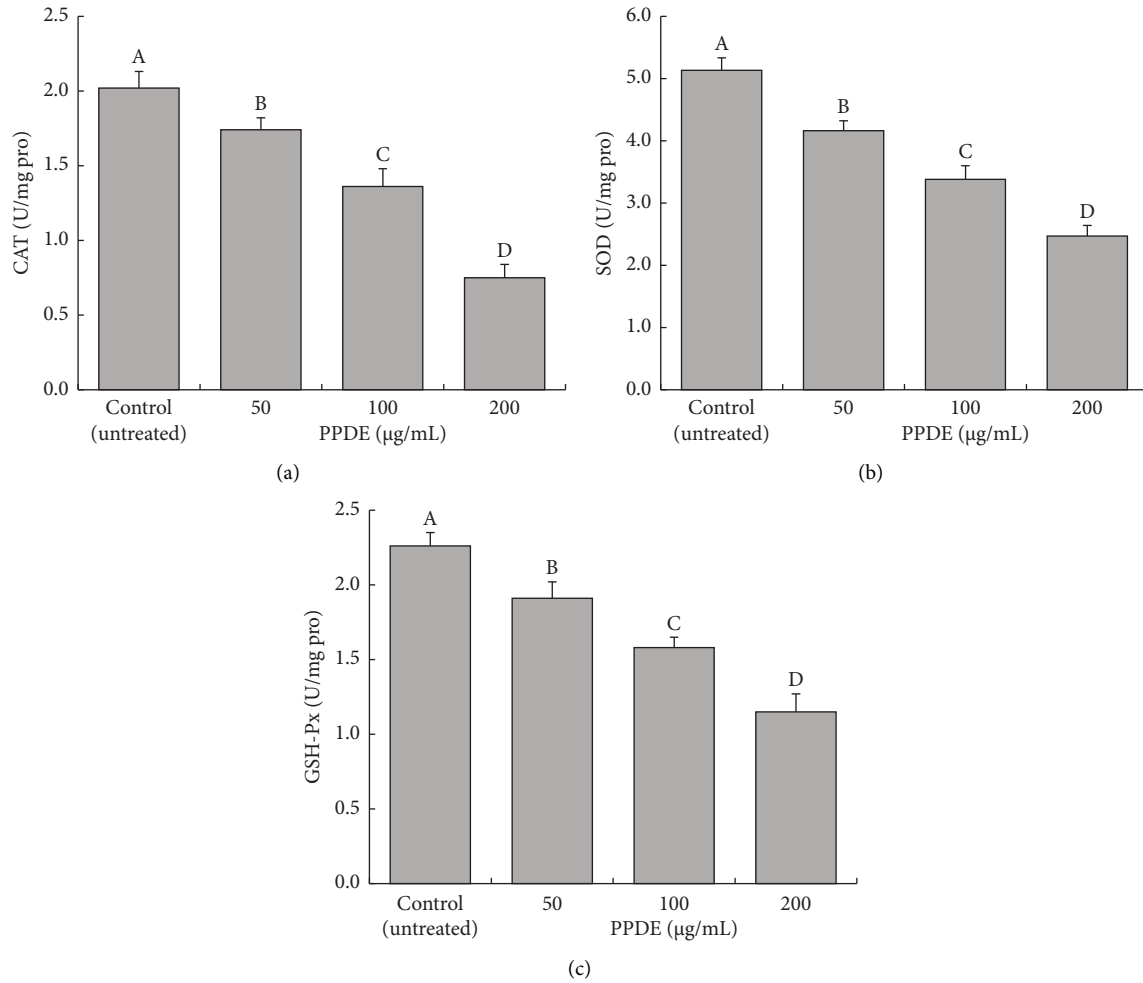 2.5
2.0
1.5
1.0
0.5
0.0
CAT (U/mg pro)
A
B
C
D
Control
(untreated)
50
100
200
PPDE (µg/mL)
(a)
6.0
5.0
4.0
3.0
2.0
1.0
0.0
SOD (U/mg pro)
A
B
C
D
Control
(untreated)
50
100
200
PPDE (µg/mL)
(b)
2.5
2.0
1.5
1.0
0.5
0.0
GSH-Px (U/mg pro)
A
B
C
D
Control
(untreated)
50
100
200
PPDE (µg/mL)
(c)